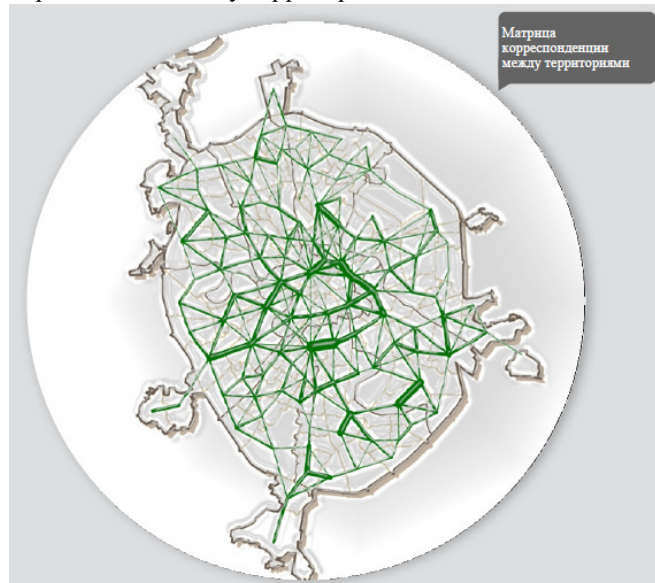 Матрица
корреспонденции
между территориями